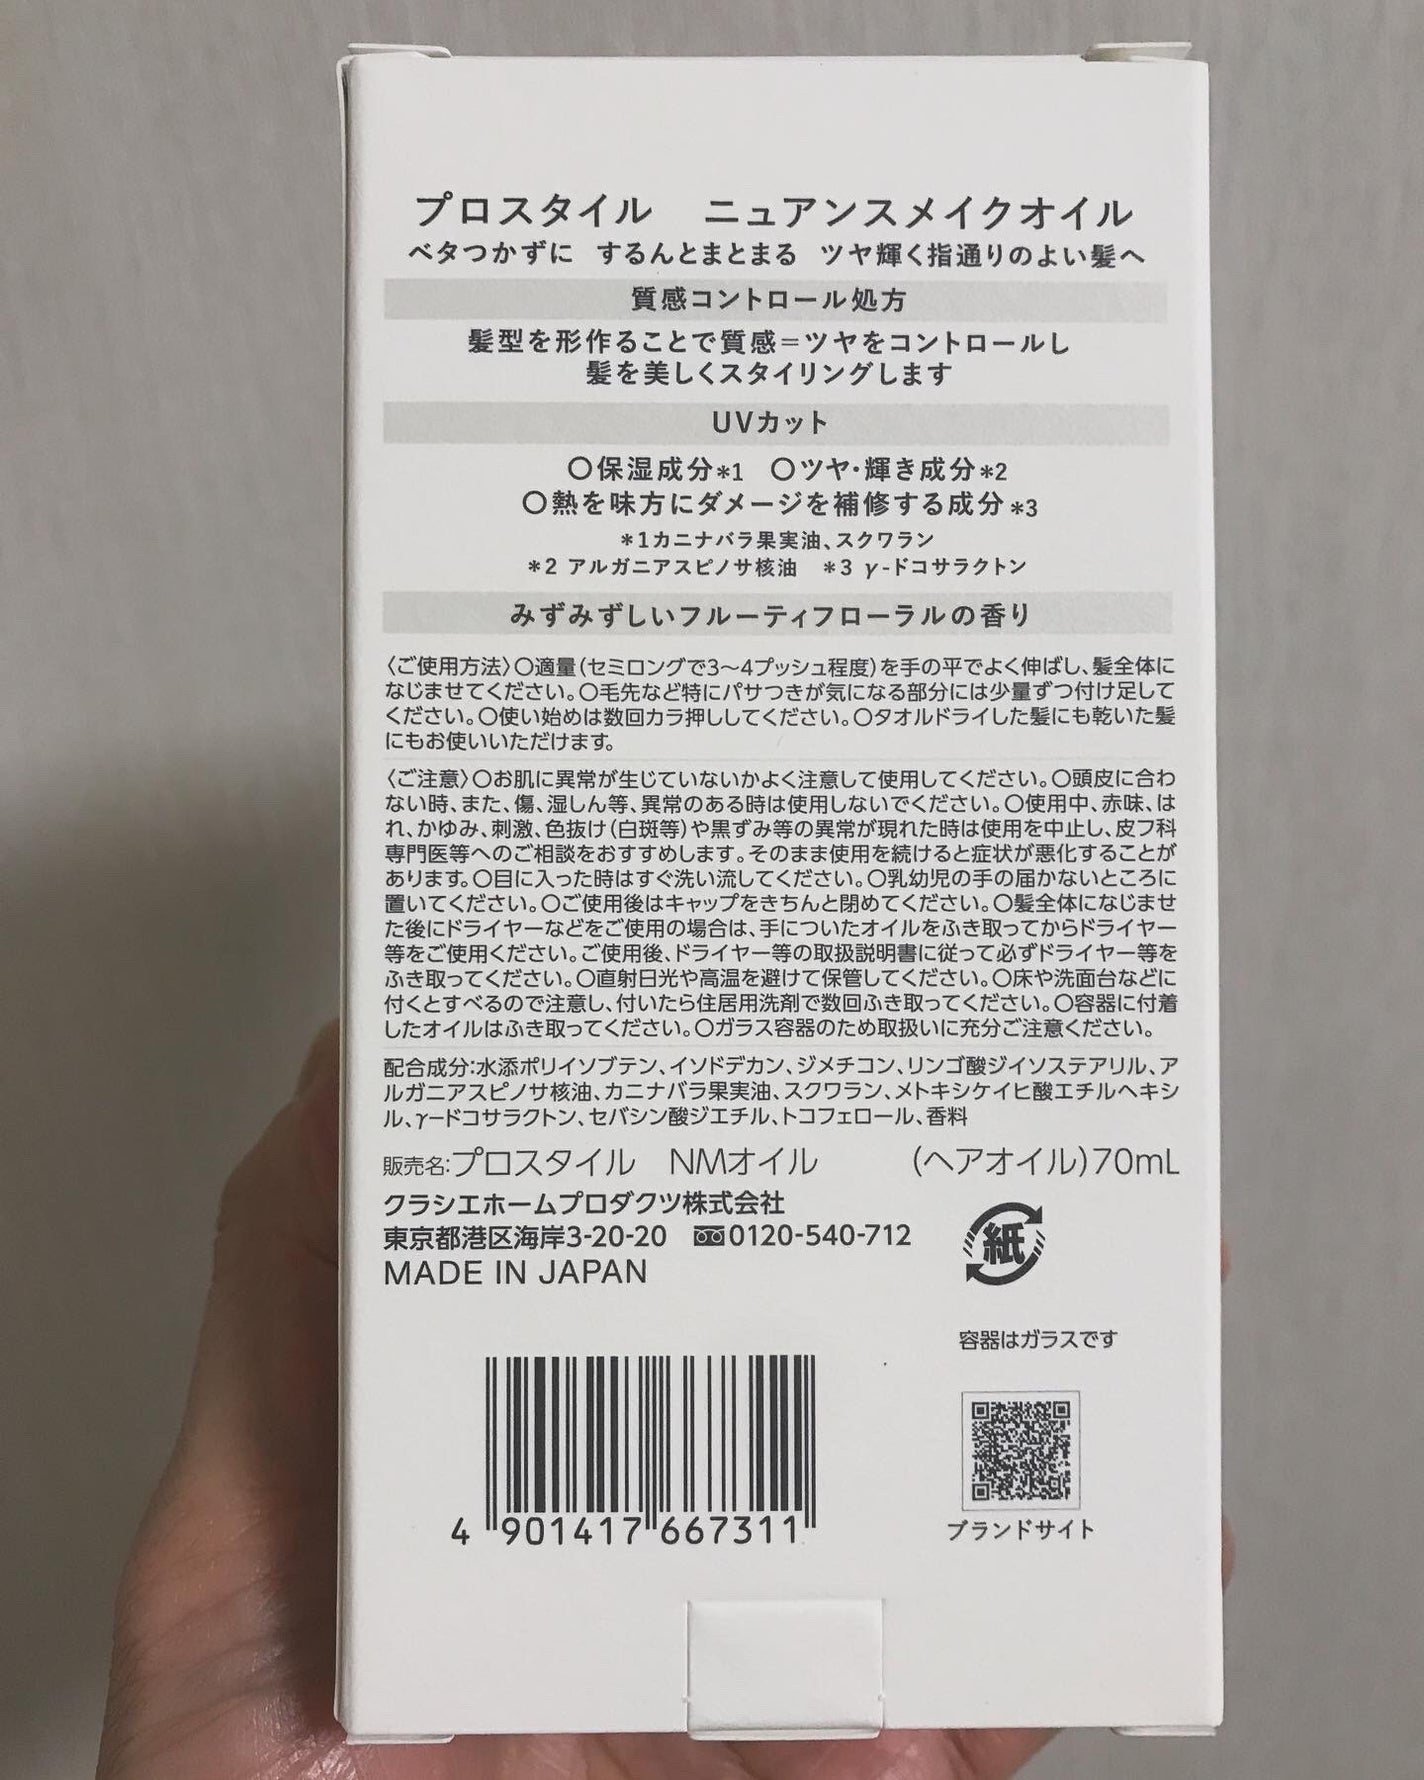 プロスタイル　ニュアンスメイクオイル
ベタつかずに　するんとまとまる　ツヤ輝く指通りのよい髪へ
質感コントロール処方
髪型を形作ることで質感＝ツヤをコントロールし
髪を美しくスタイリングします
UVカット
○保湿成分*1　○ツヤ・輝き成分*2
○熱を味方にダメージを補修する成分*3
*1カニナバラ果実油、スクワラン
*2 アルガニアスピノサ核油　*3 γ-ドコサラクトン
みずみずしいフルーティフローラルの香り
〈ご使用方法〉○適量（セミロングで3〜4プッシュ程度）を手の平でよく伸ばし、髪全体に
なじませてください。○毛先など特にパサつきが気になる部分には少量ずつ付け足して
ください。○使い始めは数回カラ押ししてください。○タオルドライした髪にも乾いた髪
にもお使いいただけます。
〈ご注意〉○お肌に異常が生じていないかよく注意して使用してください。○頭皮に合わ
ない時、また、傷、湿しん等、異常のある時は使用しないでください。○使用中、赤味、は
れ、かゆみ、刺激、色抜け（白斑等）や黒ずみ等の異常が現れた時は使用を中止し、皮フ科
専門医等へのご相談をおすすめします。そのまま使用を続けると症状が悪化することが
あります。○目に入った時はすぐ洗い流してください。○乳幼児の手の届かないところに
置いてください。○ご使用後はキャップをきちんと閉めてください。○髪全体になじませ
た後にドライヤーなどをご使用の場合は、手についたオイルをふき取ってからドライヤー
等をご使用ください。ご使用後、ドライヤー等の取扱説明書に従って必ずドライヤー等を
ふき取ってください。○直射日光や高温を避けて保管してください。○床や洗面台などに
付くとすべるので注意し、付いたら住居用洗剤で数回ふき取ってください。○容器に付着
したオイルはふき取ってください。○ガラス容器のため取扱いに充分ご注意ください。
配合成分:水添ポリイソブテン、イソドデカン、ジメチコン、リンゴ酸ジイソステアリル、ア
ルガニアスピノサ核油、カニナバラ果実油、スクワラン、メトキシケイヒ酸エチルヘキシ
ル、γ-ドコサラクトン、セバシン酸ジエチル、トコフェロール、香料
販売名:プロスタイル　NMオイル　（ヘアオイル）70mL
クラシエホームプロダクツ株式会社
東京都港区海岸3-20-20　0120-540-712
MADE IN JAPAN
紙
容器はガラスです
4 901417 667311
ブランドサイト